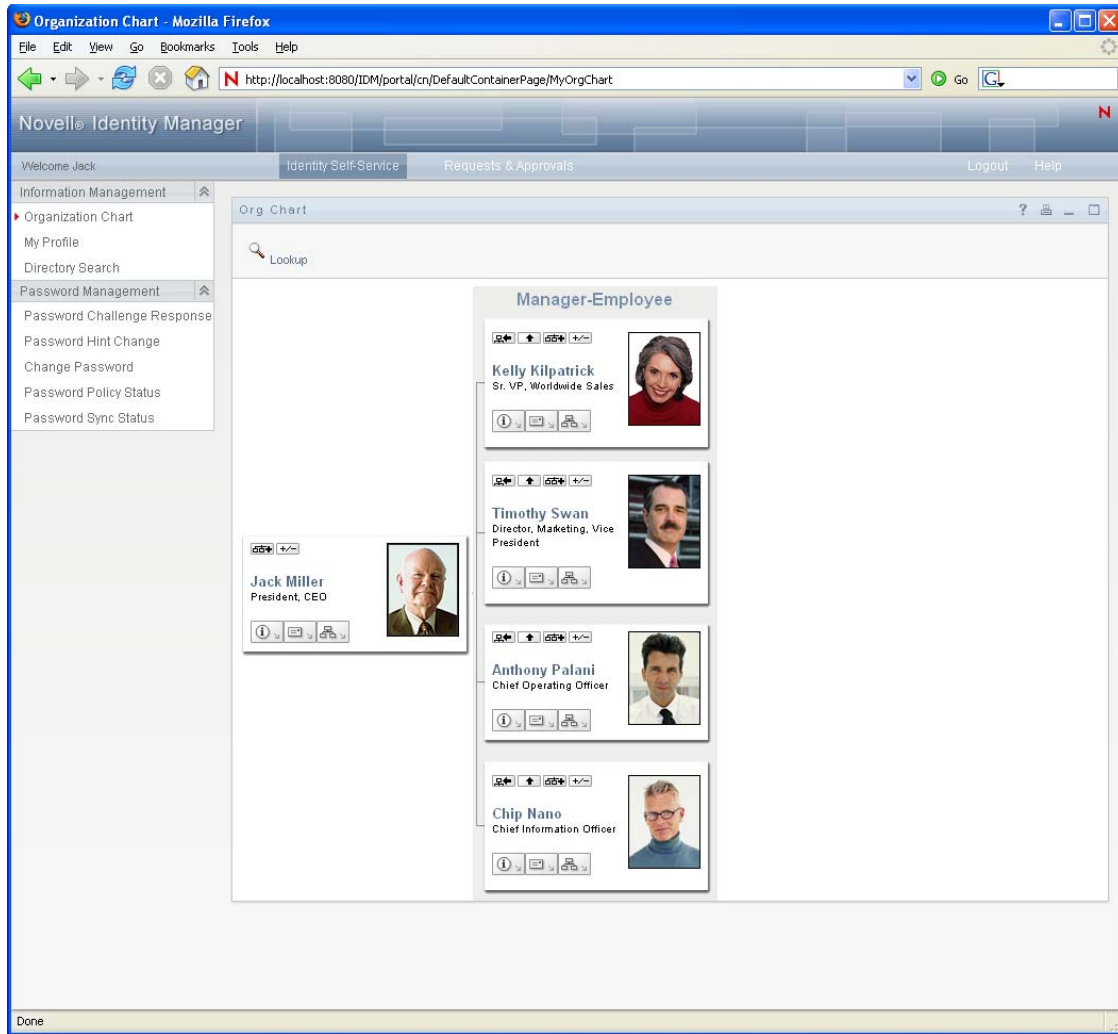 Organization Chart - Mozilla Firefox
File Edit View Go Bookmarks Tools Help
N http://localhost:8080/IDM/portal/cn/DefaultContainerPage/MyOrgChart Go G
Novell® Identity Manager N
Welcome Jack Identity Self-Service Requests & Approvals Logout Help
Information Management
Organization Chart
My Profile
Directory Search
Password Management
Password Challenge Response
Password Hint Change
Change Password
Password Policy Status
Password Sync Status
Org Chart ?
Lookup
Manager-Employee
+/-
Kelly Kilpatrick
Sr. VP, Worldwide Sales
+/-
Timothy Swan
Director, Marketing, Vice
President
+/-
Jack Miller
President, CEO
+/-
Anthony Palani
Chief Operating Officer
+/-
Chip Nano
Chief Information Officer
Done